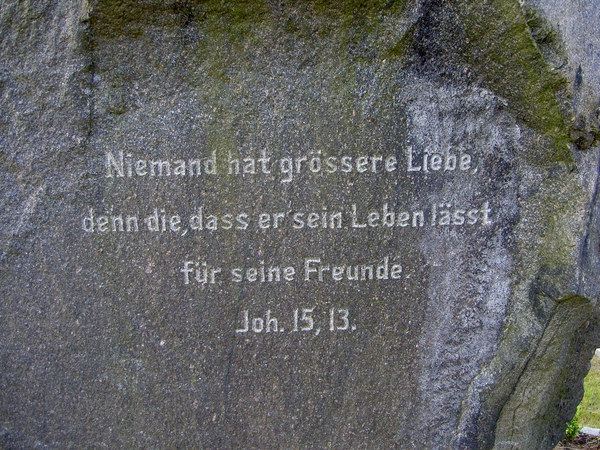 Niemand hat grössere Liebe,
denn die, dass er sein Leben lässt
für seine Freunde.
Joh. 15, 13.